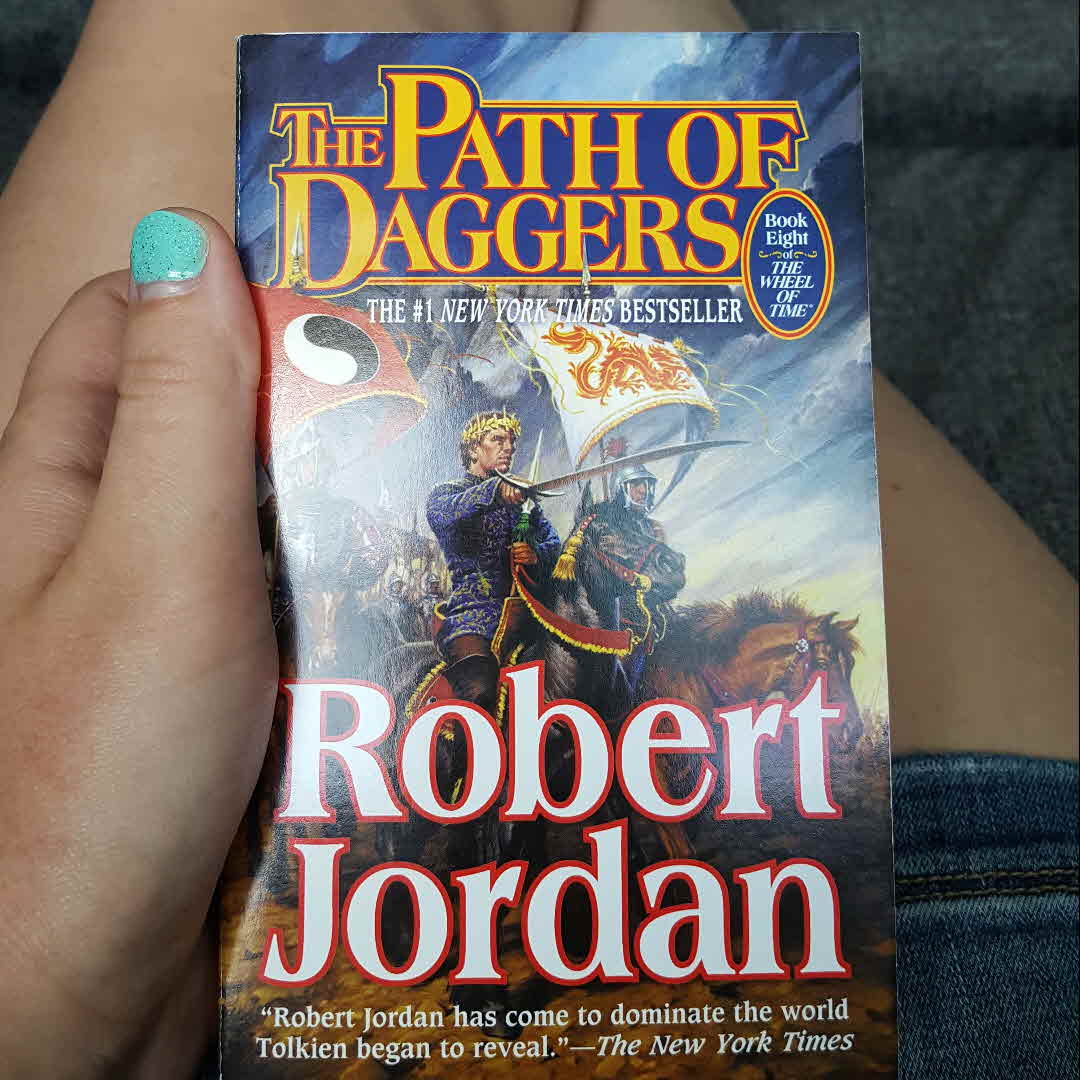 THE PATH OF
DAGGERS
Book
Eight
of
THE
WHEEL
OF
TIME®
THE #1 NEW YORK TIMES BESTSELLER
Robert
Jordan
“Robert Jordan has come to dominate the world
Tolkien began to reveal.”—The New York Times